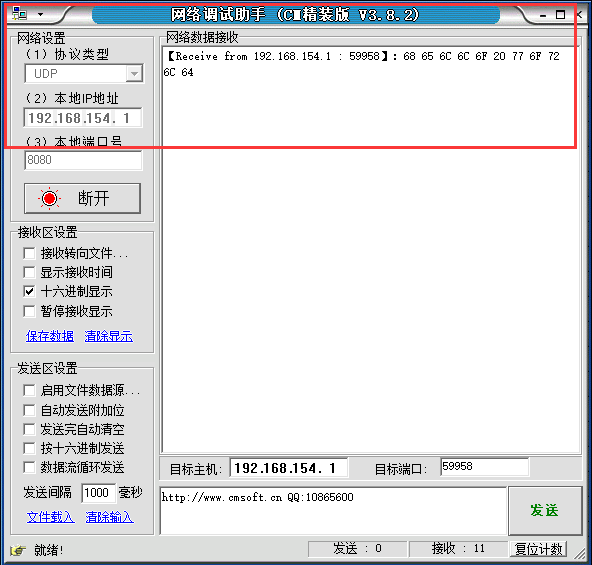 网络调试助手 (CM精装版 V3.8.2)
网络设置
(1) 协议类型
UDP
(2) 本地IP地址
192.168.154. 1
(3) 本地端口号
8080
断开
接收区设置
接收转向文件...
显示接收时间
十六进制显示
暂停接收显示
保存数据 清除显示
发送区设置
启用文件数据源...
自动发送附加位
发送完自动清空
按十六进制发送
数据流循环发送
发送间隔 1000 毫秒
文件载入 清除输入
网络数据接收
【Receive from 192.168.154.1 : 59958】: 68 65 6C 6C 6F 20 77 6F 72
6C 64
目标主机: 192.168.154. 1 目标端口: 59958
http://www.cmsoft.cn QQ:10865600
发送
就绪! 发送 : 0 接收 : 11 复位计数